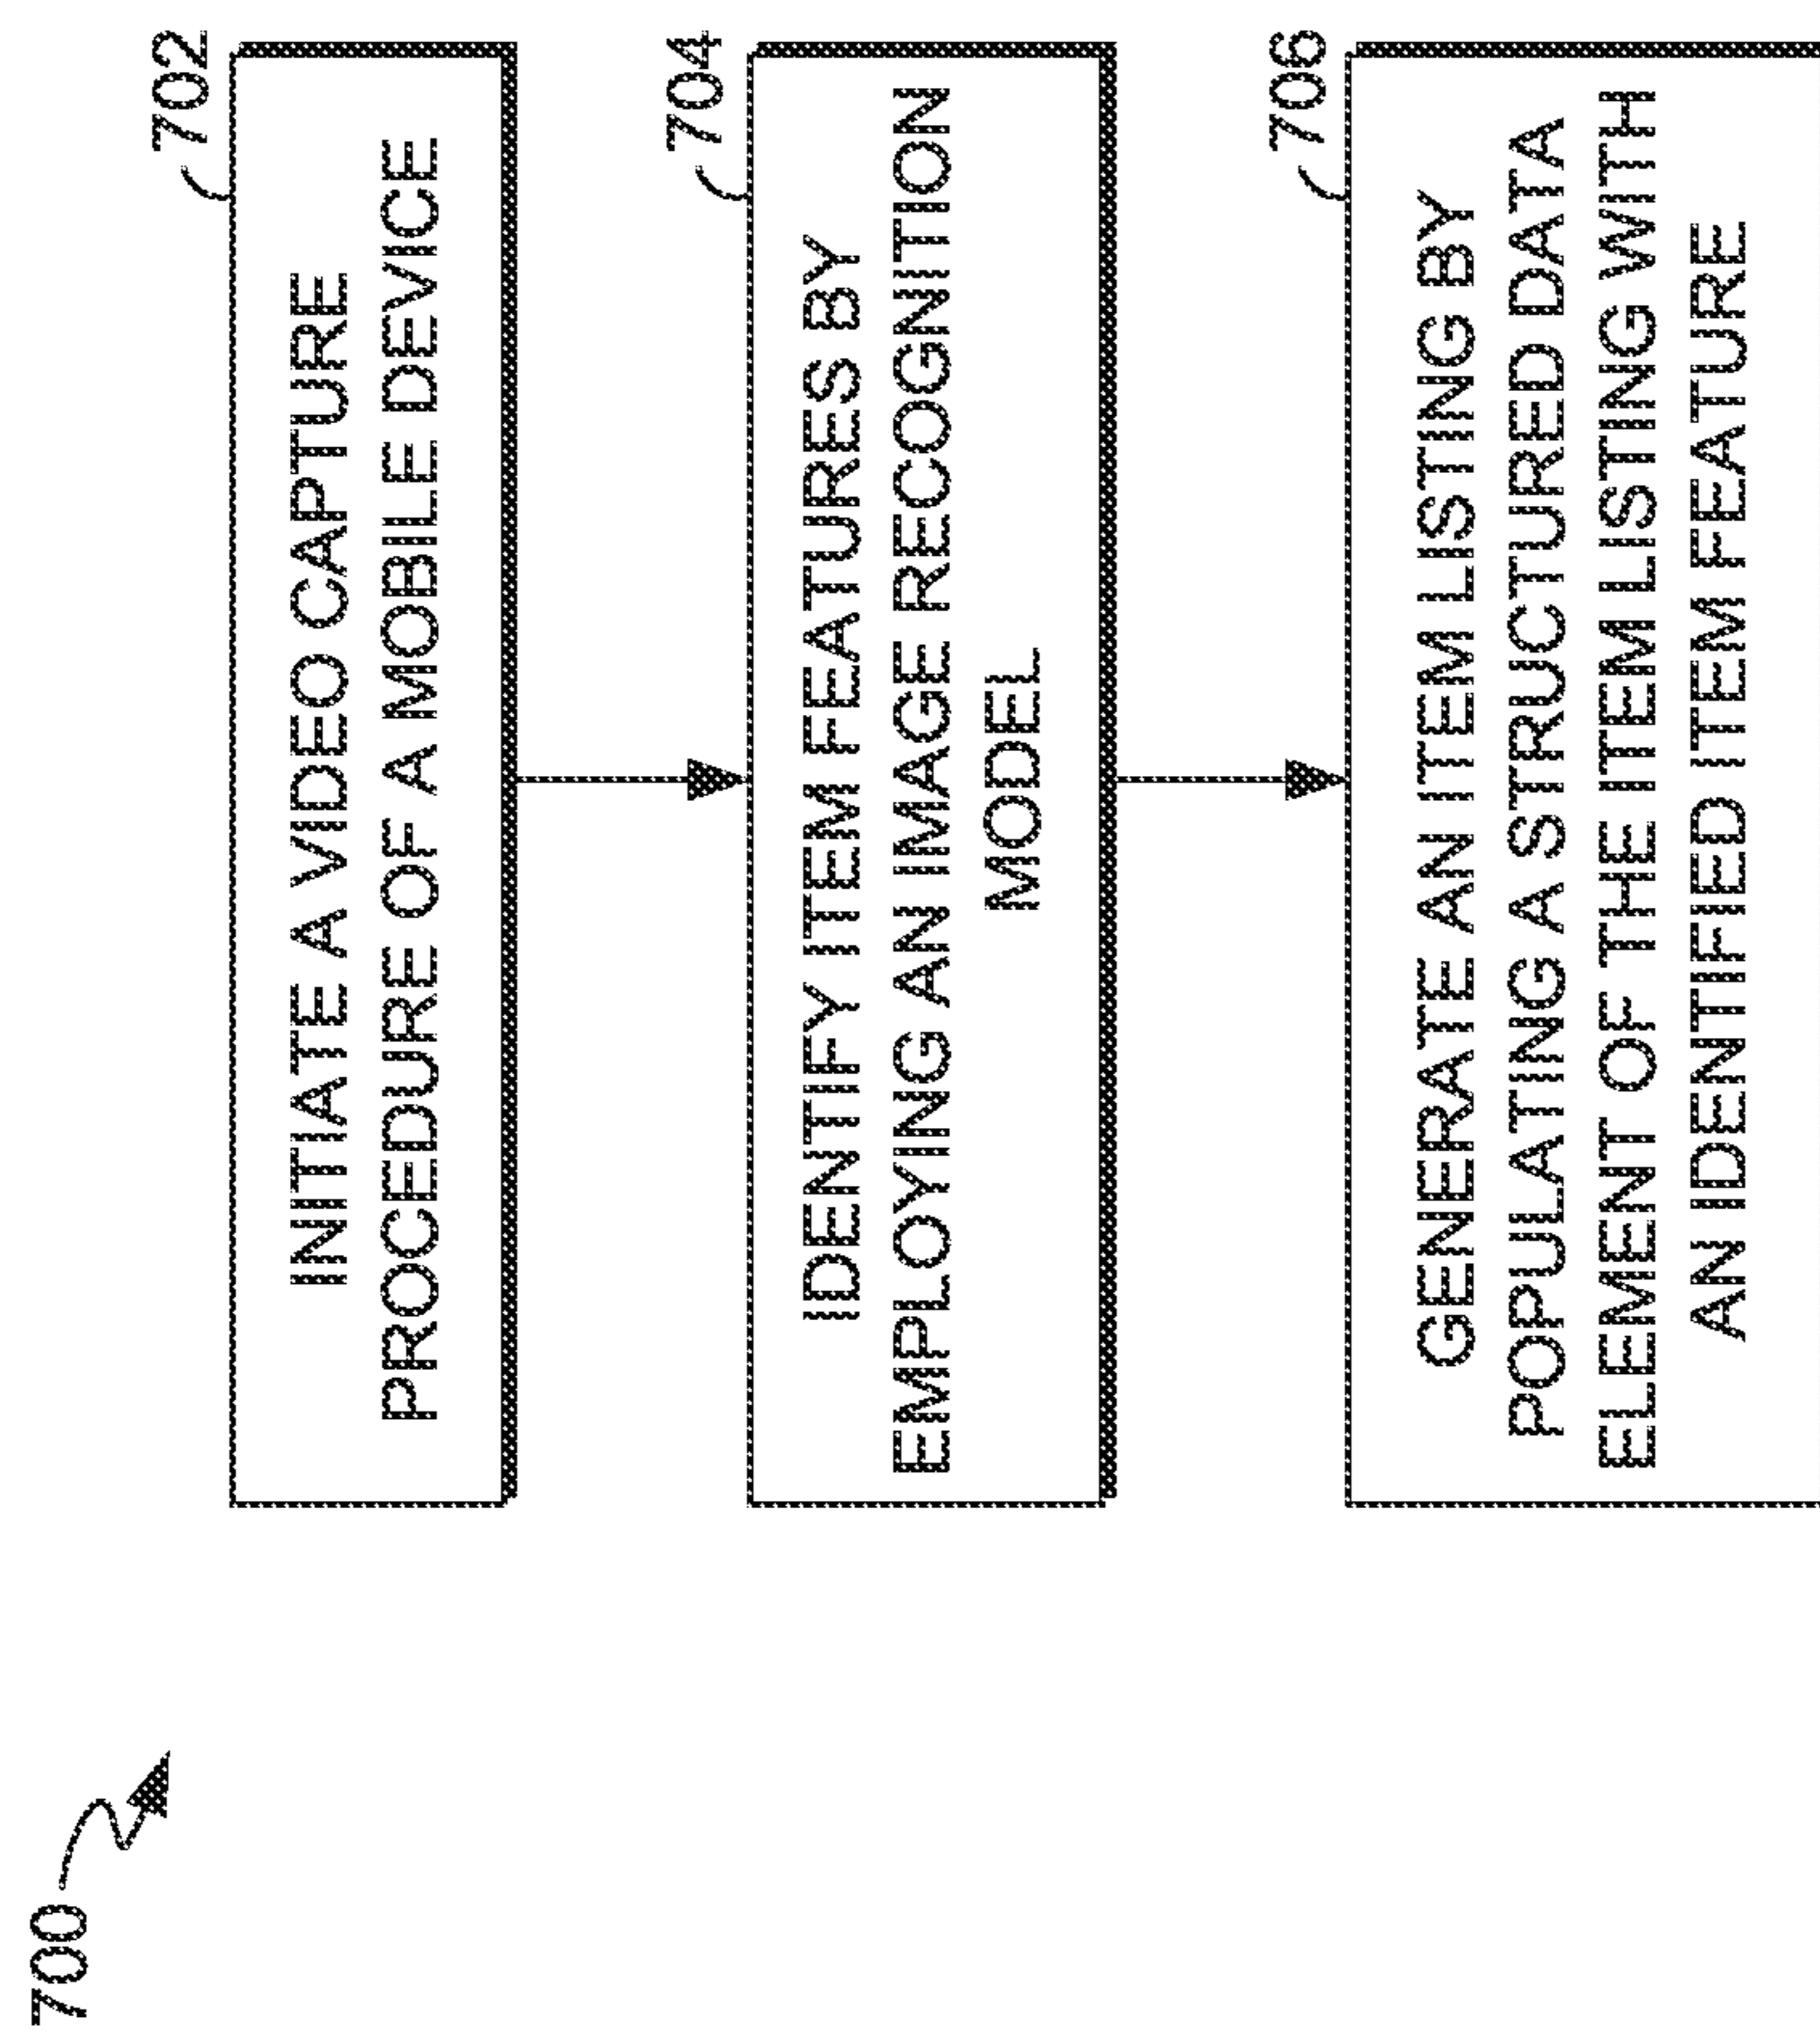 700
702
INITIATE A VIDEO CAPTURE
PROCEDURE OF A MOBILE DEVICE
704
IDENTIFY ITEM FEATURES BY
EMPLOYING AN IMAGE RECOGNITION
MODEL
706
GENERATE AN ITEM LISTING BY
POPULATING A STRUCTURED DATA
ELEMENT OF THE ITEM LISTING WITH
AN IDENTIFIED ITEM FEATURE